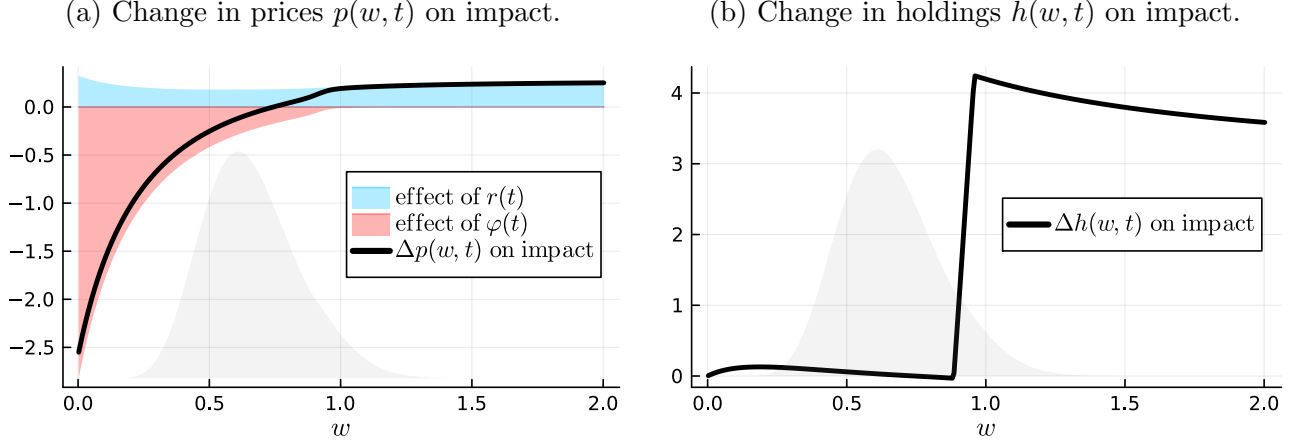 (a) Change in prices p(w, t) on impact.
0.0
−0.5
−1.0
−1.5
−2.0
−2.5
effect of r(t)
effect of φ(t)
Δp(w, t) on impact
0.0 0.5 1.0 1.5 2.0
w
(b) Change in holdings h(w, t) on impact.
4
3
2
1
0
Δh(w, t) on impact
0.0 0.5 1.0 1.5 2.0
w